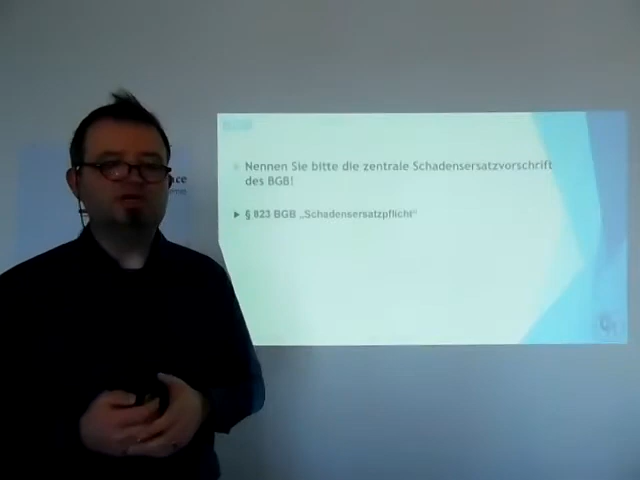 Nennen Sie bitte die zentrale Schadensersatzvorschrift
des BGB!
§ 823 BGB „Schadensersatzpflicht“